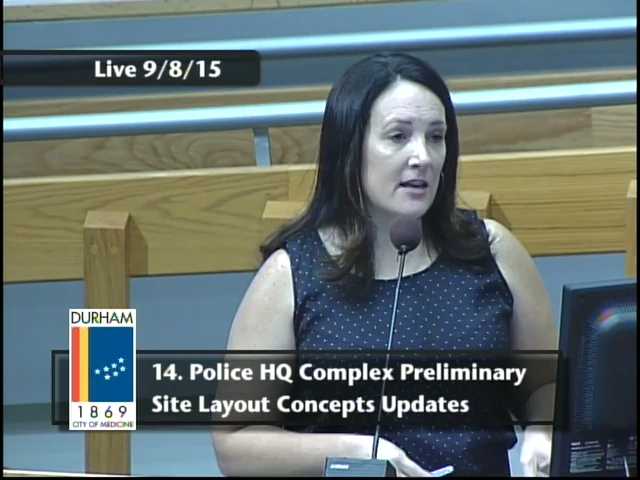 Live 9/8/15
DURHAM
1869
CITY OF MEDICINE
14. Police HQ Complex Preliminary
Site Layout Concepts Updates